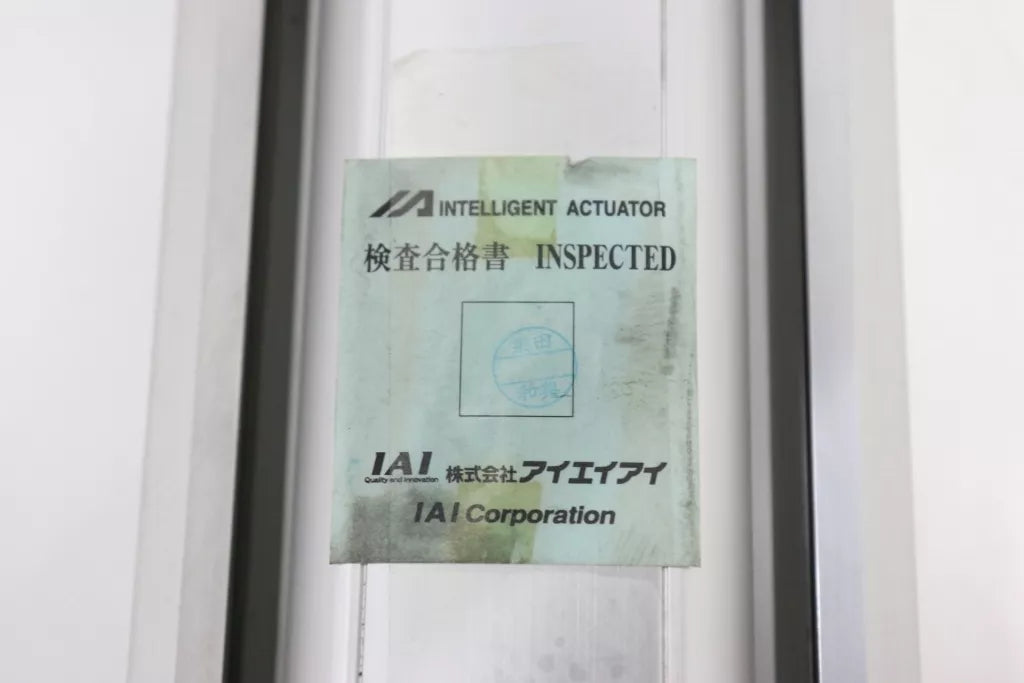 IA INTELLIGENT ACTUATOR
検査合格書 INSPECTED
IAI 株式会社アイエイアイ
Quality and Innovation
IAI Corporation